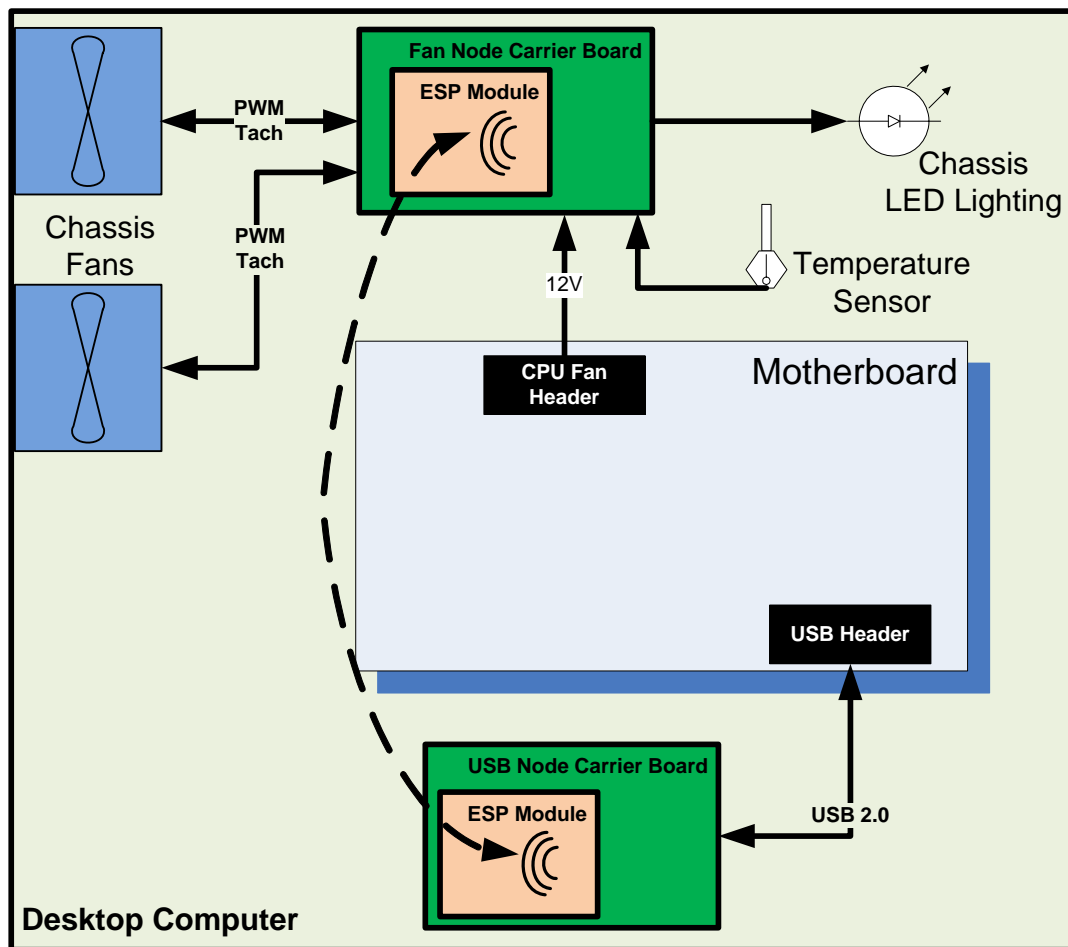 Fan Node Carrier Board
ESP Module
PWM
Tach
Chassis
LED Lighting
Chassis
Fans
PWM
Tach
Temperature
Sensor
12V
CPU Fan
Header
Motherboard
USB Header
USB Node Carrier Board
ESP Module
USB 2.0
Desktop Computer